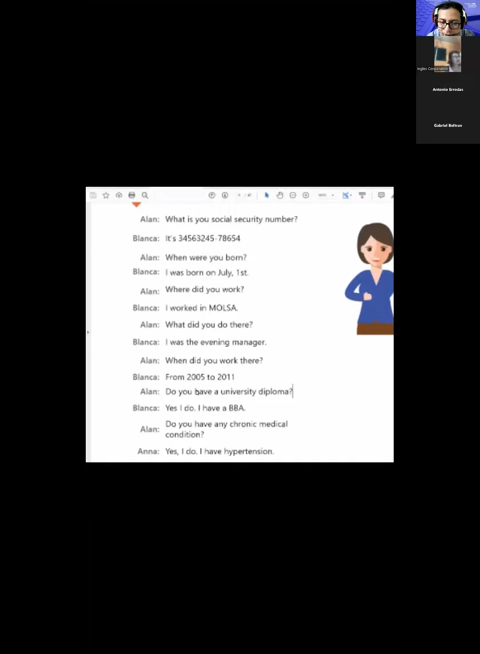 Antonio Erredas
Gabriel Beltran
Alan: What is you social security number?
Blanca: It's 34563245-78654
Alan: When were you born?
Blanca: I was born on July, 1st.
Alan: Where did you work?
Blanca: I worked in MOLSA.
Alan: What did you do there?
Blanca: I was the evening manager.
Alan: When did you work there?
Blanca: From 2005 to 2011
Alan: Do you have a university diploma?
Blanca: Yes I do. I have a BBA.
Alan: Do you have any chronic medical
condition?
Anna: Yes, I do. I have hypertension.